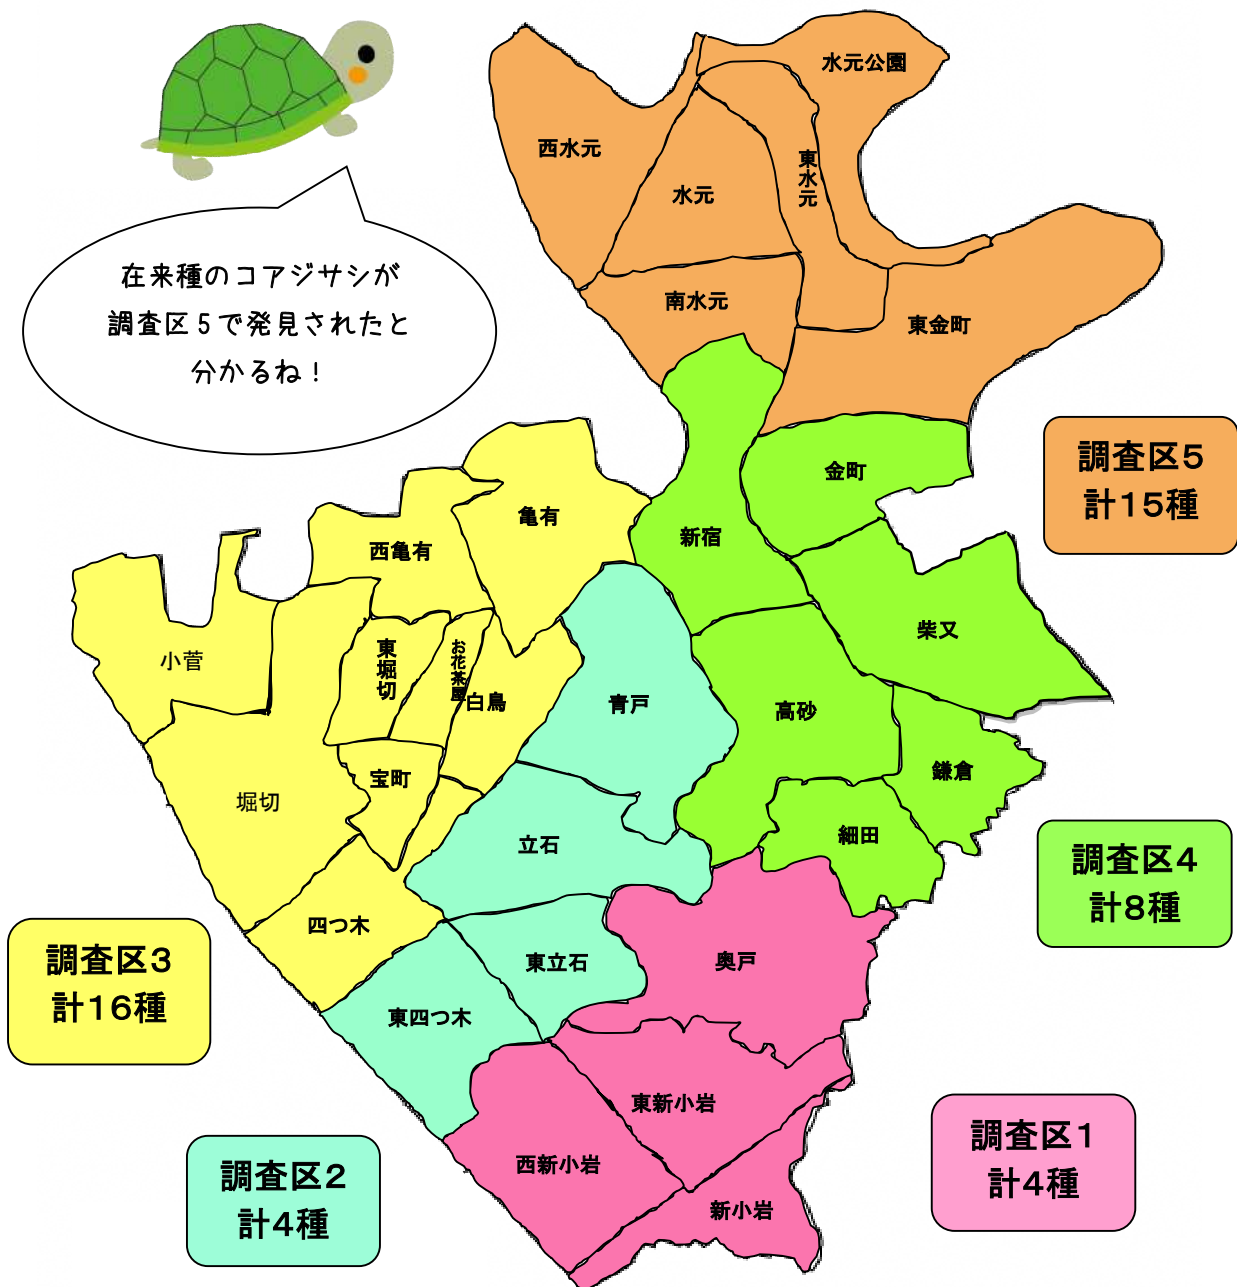 在来種のコアジサシが
調査区5で発見されたと
分かるね！
水元公園
西水元
東水元
水元
南水元
東金町
調査区5
計15種
金町
亀有
新宿
西亀有
柴又
小菅
東堀切
お花茶屋
白鳥
青戸
高砂
鎌倉
宝町
堀切
立石
細田
調査区4
計8種
四つ木
調査区3
計16種
東立石
奥戸
東四つ木
東新小岩
調査区1
計4種
西新小岩
調査区2
計4種
新小岩